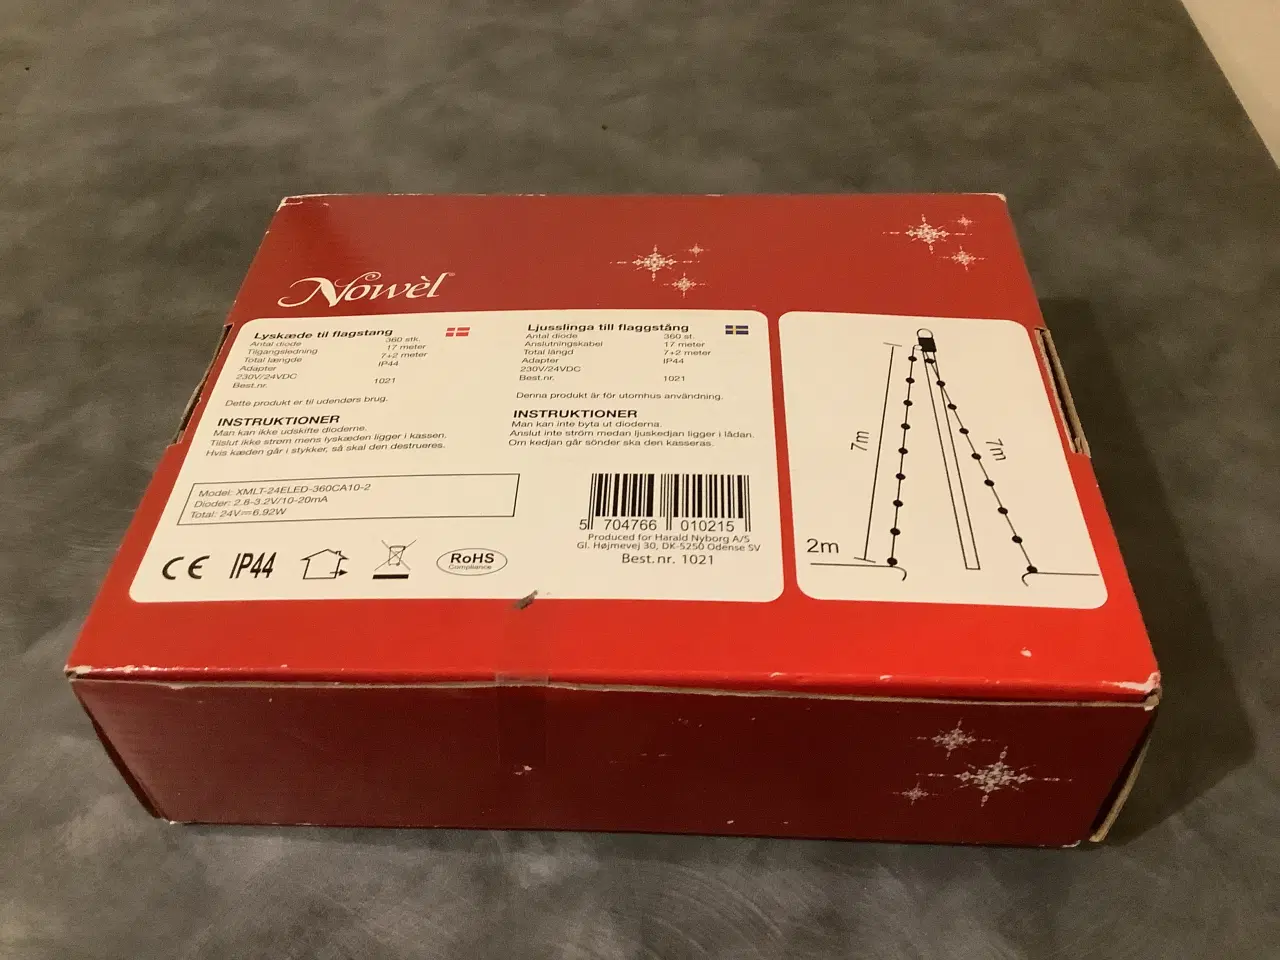 Nowèl
Lyskæde til flagstang
Antal diode 360 stk.
Tilgangsledning 17 meter
Total længde 7+2 meter
Adapter IP44
230V/24VDC
Best.nr. 1021
Dette produkt er til udendørs brug.
INSTRUKTIONER
Man kan ikke udskifte dioderne.
Tilslut ikke strøm mens lyskæden ligger i kassen.
Hvis kæden går i stykker, så skal den destrueres.
Ljusslinga till flaggstång
Antal diode 360 st.
Anslutningskabel 17 meter
Total längd 7+2 meter
Adapter IP44
230V/24VDC
Best.nr. 1021
Denna produkt är för utomhus användning.
INSTRUKTIONER
Man kan inte byta ut dioderna.
Anslut inte ström medan ljuskedjan ligger i lådan.
Om kedjan går sönder ska den kasseras.
Model: XMLT-24ELED-360CA10-2
Dioder: 2.8-3.2V/10-20mA
Total: 24V⎓6.92W
CE IP44 RoHS
Compliance
5 704766 010215
Produced for Harald Nyborg A/S
Gl. Højmevej 30, DK-5250 Odense SV
Best.nr. 1021
7m
7m
2m